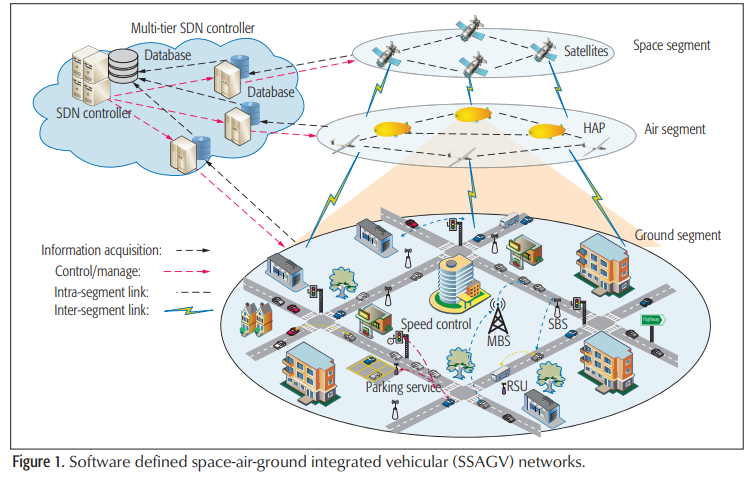 Multi-tier SDN controller
Database
Satellites
Space segment
Database
SDN controller
HAP
Air segment
Ground segment
Information acquisition:
Control/manage:
Intra-segment link:
Inter-segment link:
Speed control
MBS
SBS
Highway
Parking service
RSU
Figure 1. Software defined space-air-ground integrated vehicular (SSAGV) networks.